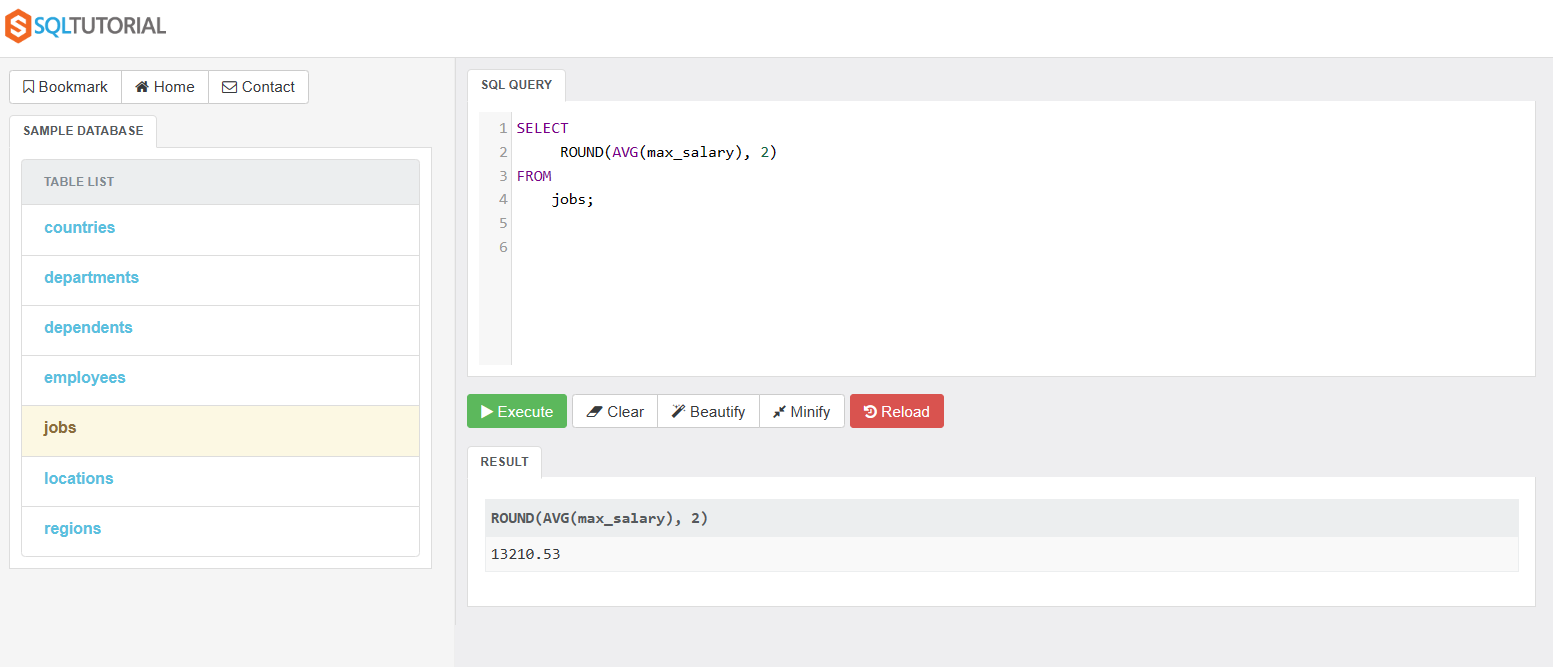 SQLTUTORIAL
Bookmark Home Contact
SAMPLE DATABASE
TABLE LIST
countries
departments
dependents
employees
jobs
locations
regions
SQL QUERY
1 SELECT
2 ROUND(AVG(max_salary), 2)
3 FROM
4 jobs;
5
6
Execute Clear Beautify Minify Reload
RESULT
ROUND(AVG(max_salary), 2)
13210.53